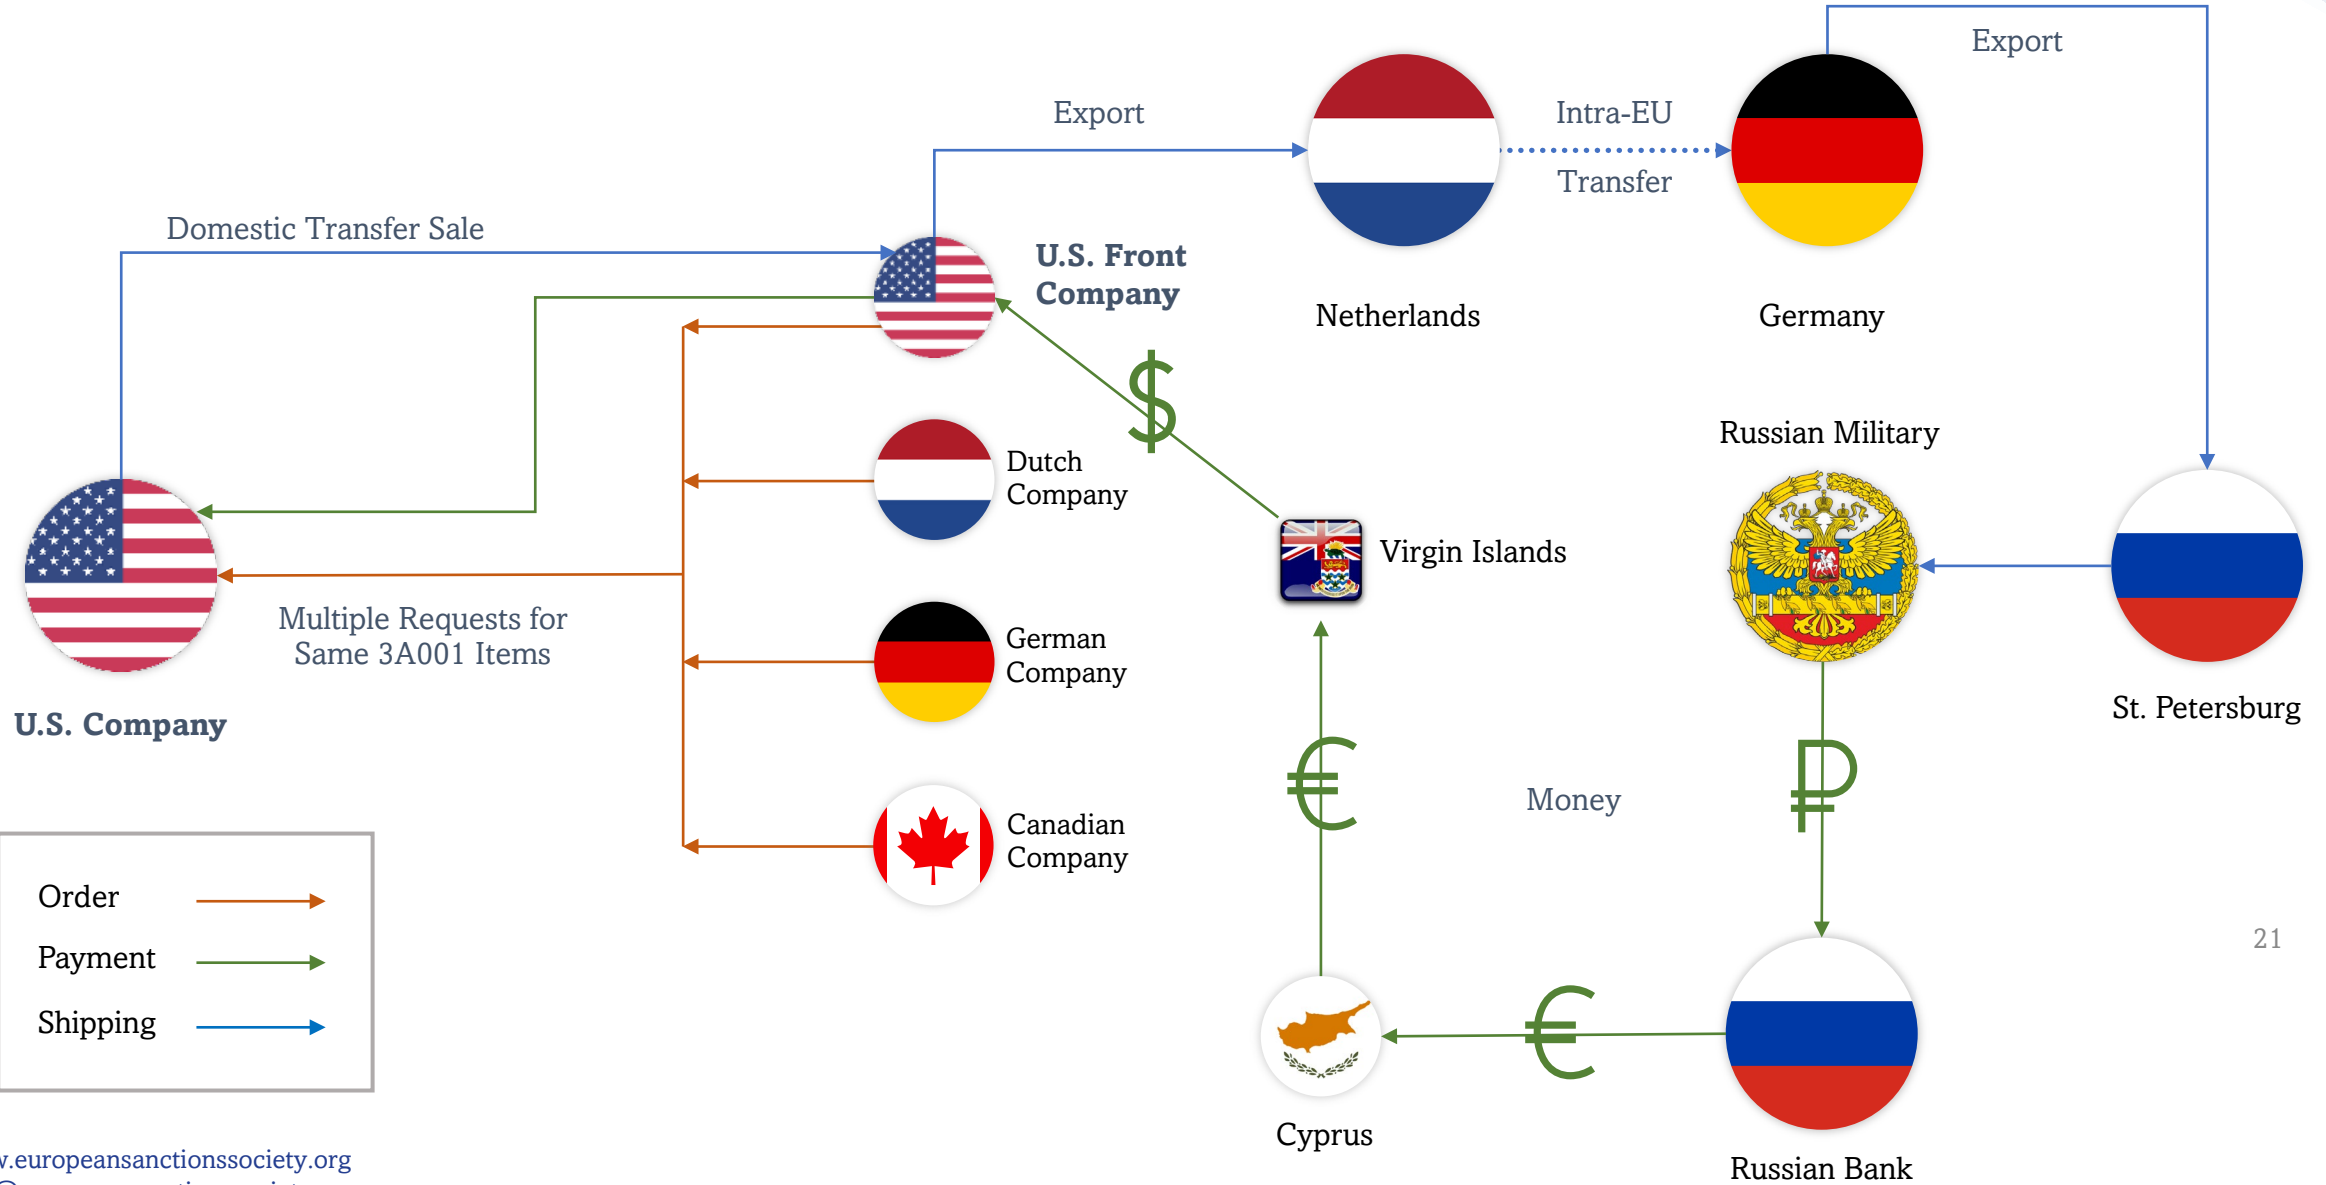 Export
Export
Intra-EU
Transfer
Domestic Transfer Sale
U.S. Front
Company
Netherlands
Germany
$
Russian Military
Dutch
Company
Virgin Islands
Multiple Requests for
Same 3A001 Items
German
Company
U.S. Company
St. Petersburg
€
Money
₽
Canadian
Company
Order
Payment
Shipping
21
€
Cyprus
Russian Bank
.europeansanctionssociety.org